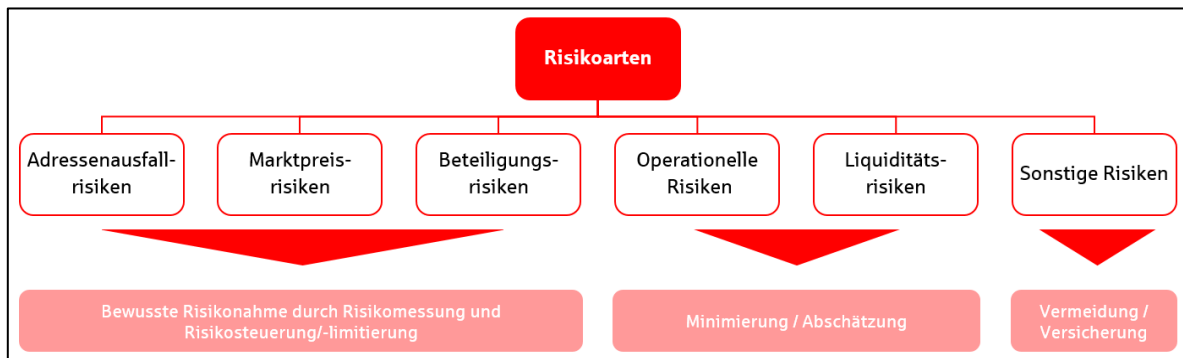 Risikoarten
Adressenausfall-
risiken
Marktpreis-
risiken
Beteiligungs-
risiken
Operationelle
Risiken
Liquiditäts-
risiken
Sonstige Risiken
Bewusste Risikonahme durch Risikomessung und
Risikosteuerung/-limitierung
Minimierung / Abschätzung
Vermeidung /
Versicherung